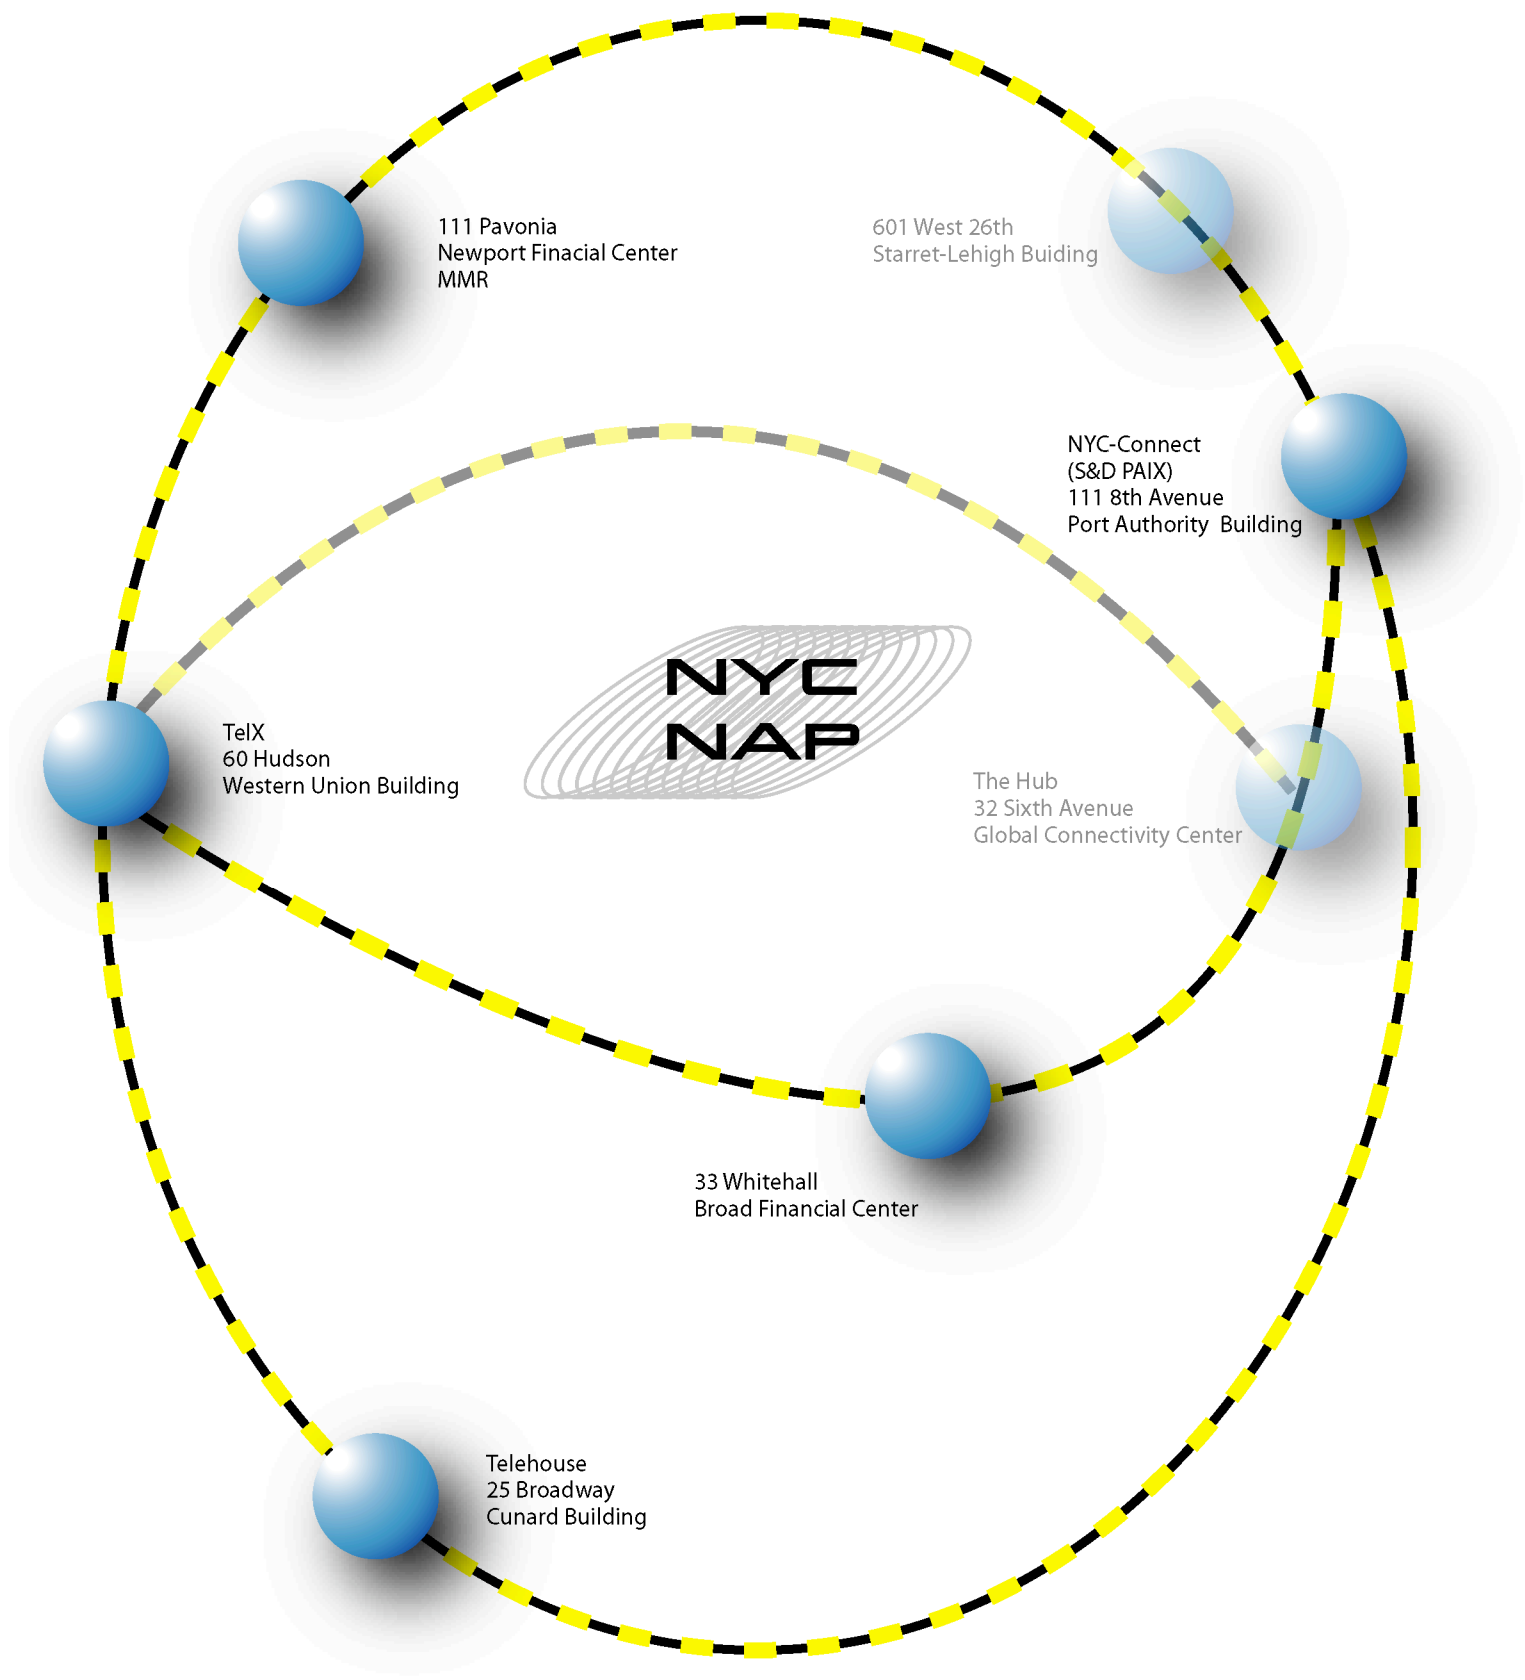 111 Pavonia
Newport Finacial Center
MMR
601 West 26th
Starret-Lehigh Buiding
NYC-Connect
(S&D PAIX)
111 8th Avenue
Port Authority  Building
NYC
NAP
TelX
60 Hudson
Western Union Building
The Hub
32 Sixth Avenue
Global Connectivity Center
33 Whitehall
Broad Financial Center
Telehouse
25 Broadway
Cunard Building